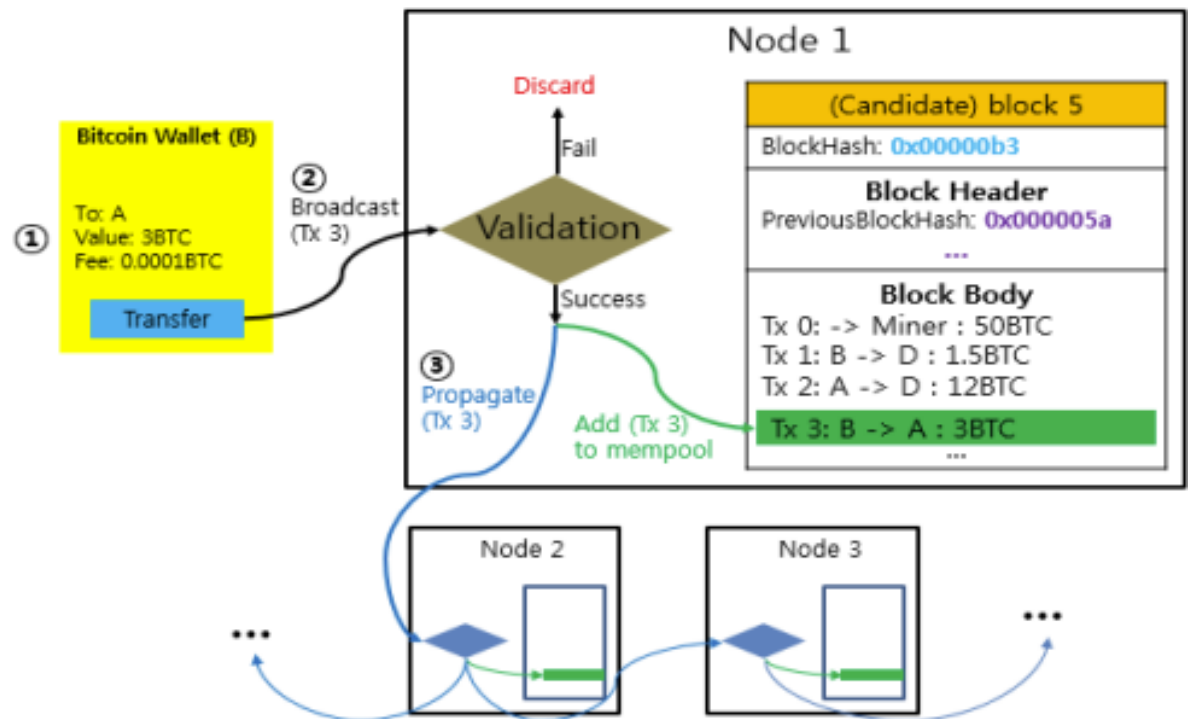 Node 1
Bitcoin Wallet (B)
①
To: A
Value: 3BTC
Fee: 0.0001BTC
Transfer
②
Broadcast
(Tx 3)
Discard
Fail
Validation
Success
③
Propagate
(Tx 3)
Add (Tx 3)
to mempool
(Candidate) block 5
BlockHash: 0x00000b3
Block Header
PreviousBlockHash: 0x000005a
...
Block Body
Tx 0: -> Miner : 50BTC
Tx 1: B -> D : 1.5BTC
Tx 2: A -> D : 12BTC
Tx 3: B -> A : 3BTC
...
Node 2
Node 3
...
...